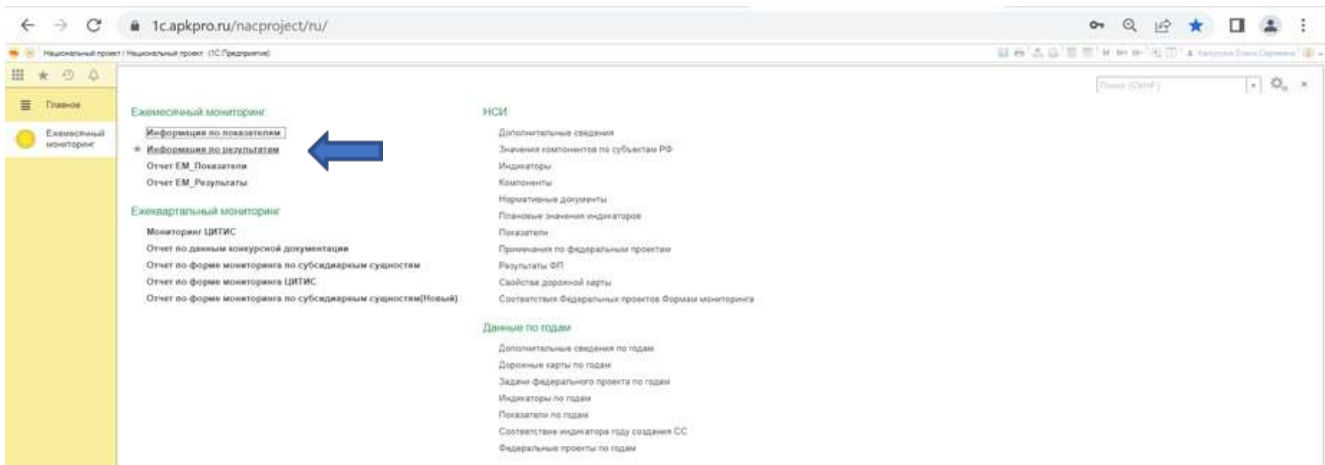 1c.apkpro.ru/nacproject/ru/
Национальный проект / Национальный проект (1С:Предприятие)
M M+ M-
Поиск (Ctrl+F)
Главное
Ежемесячный
мониторинг
Ежемесячный мониторинг
Информация по показателям
Информация по результатам
Отчет ЕМ_Показатели
Отчет ЕМ_Результаты
Ежеквартальный мониторинг
Мониторинг ЦИТИС
Отчет по данным конкурсной документации
Отчет по форме мониторинга по субсидиарным сущностям
Отчет по форме мониторинга ЦИТИС
Отчет по форме мониторинга по субсидиарным сущностям(Новый)
НСИ
Дополнительные сведения
Значения компонентов по субъектам РФ
Индикаторы
Компоненты
Нормативные документы
Плановые значения индикаторов
Показатели
Примечания по федеральным проектам
Результаты ФП
Свойства дорожной карты
Соответствия Федеральных проектов Формам мониторинга
Данные по годам
Дополнительные сведения по годам
Дорожные карты по годам
Задачи федерального проекта по годам
Индикаторы по годам
Показатели по годам
Соответствие индикатора году создания СС
Федеральные проекты по годам